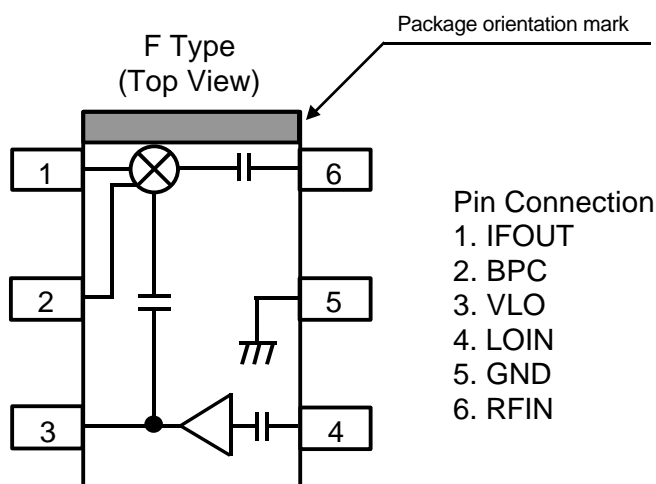 Package orientation mark
F Type
(Top View)
1
6
2
5
3
4
Pin Connection
1. IFOUT
2. BPC
3. VLO
4. LOIN
5. GND
6. RFIN